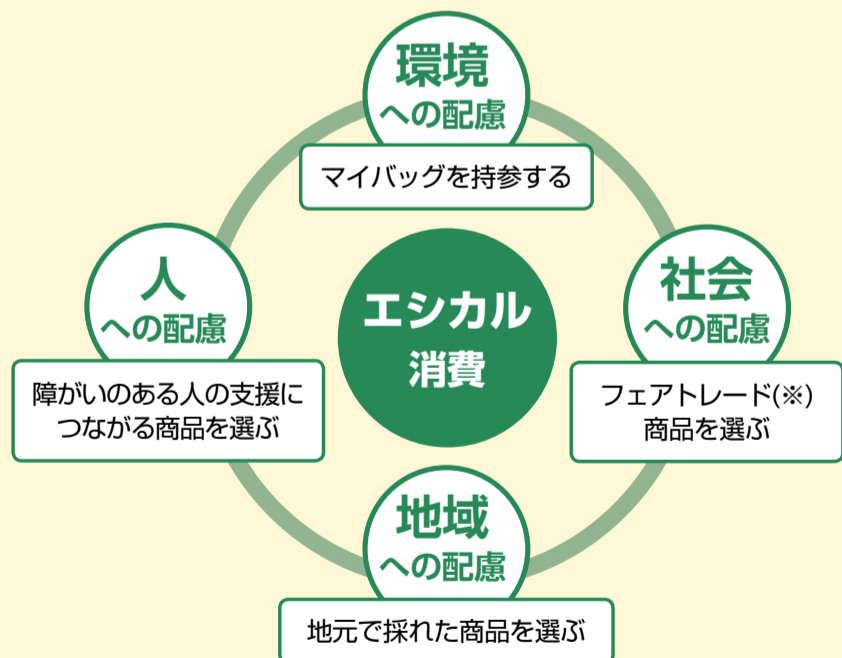 環境
への配慮
マイバッグを持参する
人
への配慮
障がいのある人の支援に
つながる商品を選ぶ
エシカル
消費
社会
への配慮
フェアトレード(※)
商品を選ぶ
地域
への配慮
地元で採れた商品を選ぶ